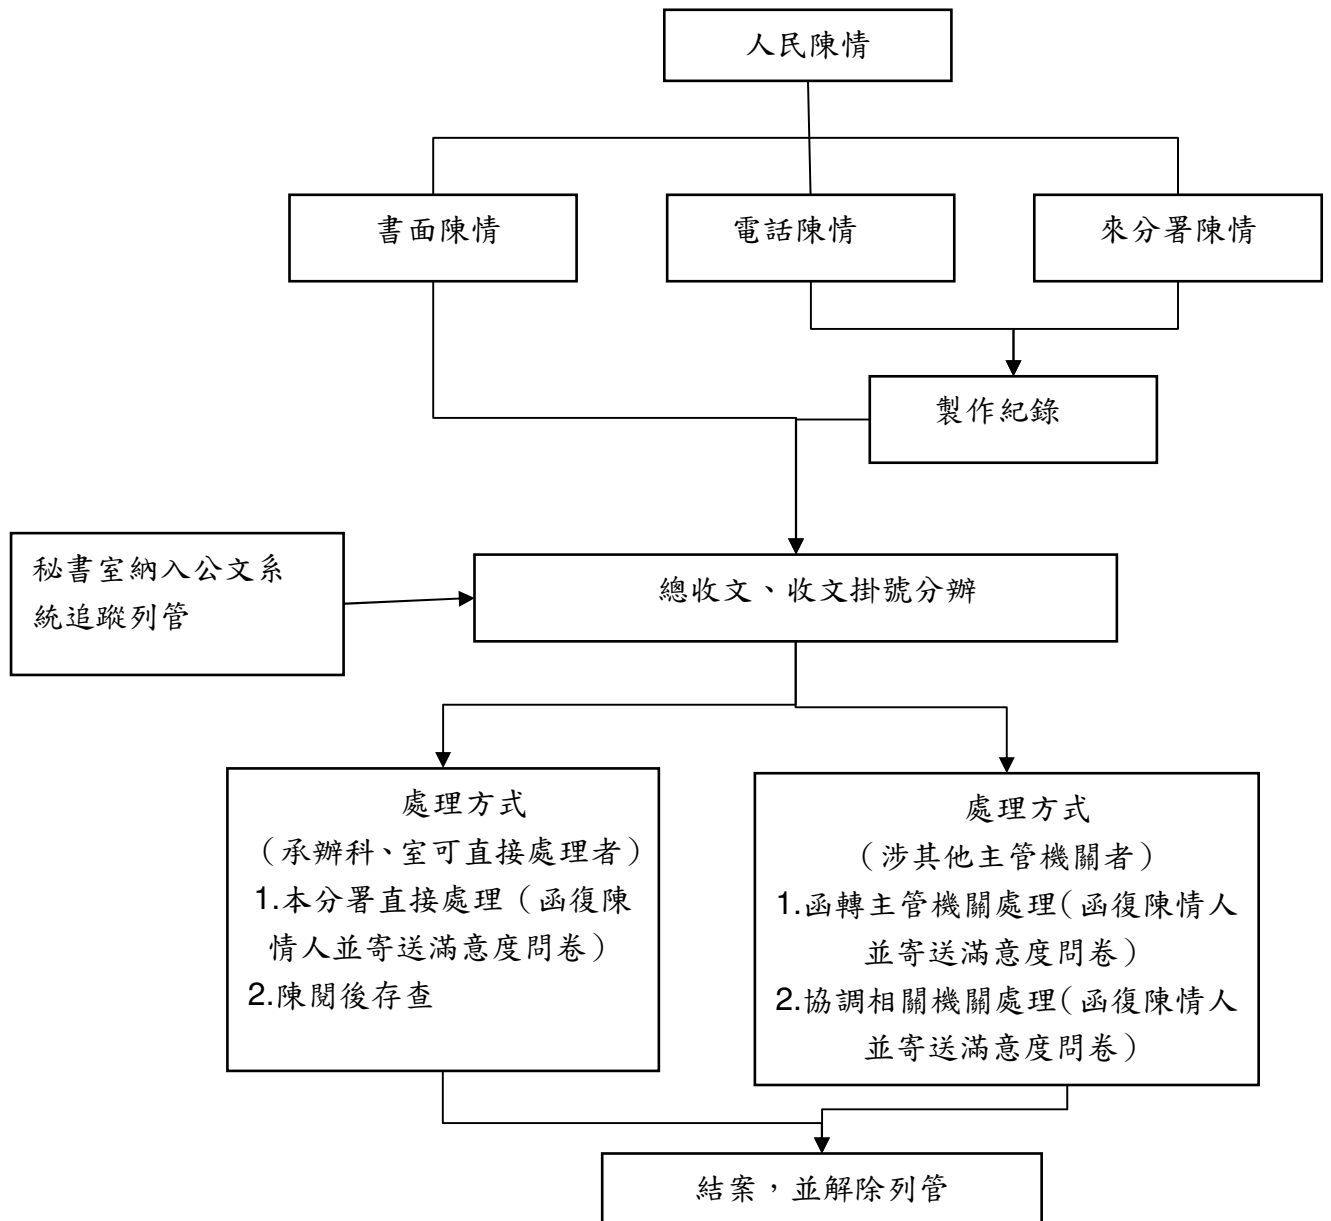 人民陳情
書面陳情
電話陳情
來分署陳情
製作紀錄
秘書室納入公文系
統追蹤列管
總收文、收文掛號分辦
處理方式
（承辦科、室可直接處理者）
1.本分署直接處理（函復陳
情人並寄送滿意度問卷）
2.陳閱後存查
處理方式
（涉其他主管機關者）
1.函轉主管機關處理（函復陳情人
並寄送滿意度問卷）
2.協調相關機關處理（函復陳情人
並寄送滿意度問卷）
結案，並解除列管